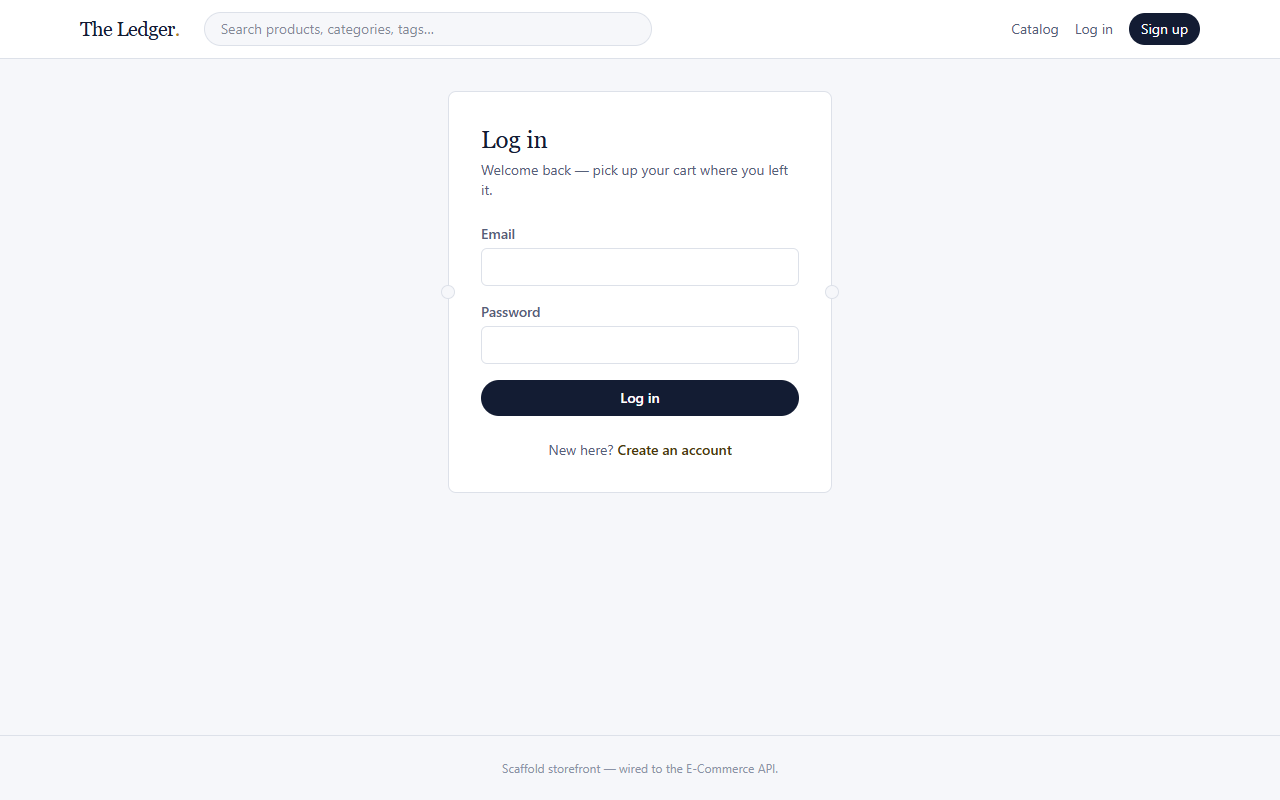 The Ledger.
Search products, categories, tags...
Catalog
Log in
Sign up
Log in
Welcome back — pick up your cart where you left
it.
Email
Password
Log in
New here? Create an account
Scaffold storefront — wired to the E-Commerce API.